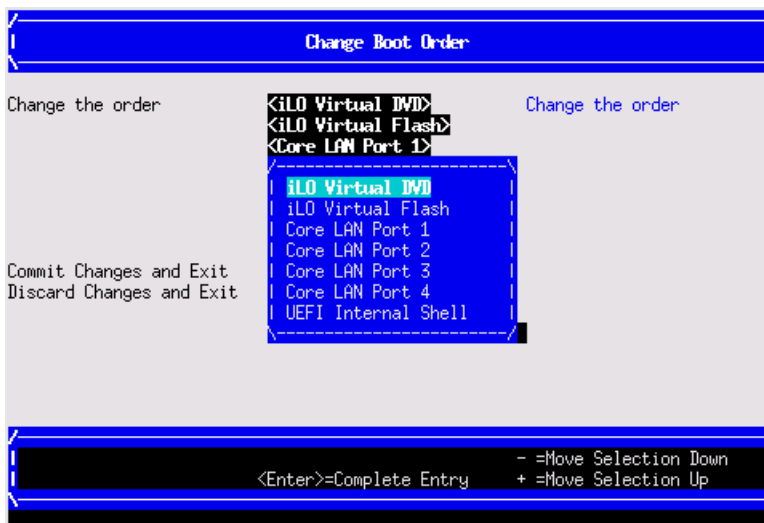 Change Boot Order
Change the order <iLO Virtual DVD> Change the order
<iLO Virtual Flash>
<Core LAN Port 1>
iLO Virtual DVD
iLO Virtual Flash
Core LAN Port 1
Core LAN Port 2
Commit Changes and Exit Core LAN Port 3
Discard Changes and Exit Core LAN Port 4
UEFI Internal Shell
- =Move Selection Down
<Enter>=Complete Entry + =Move Selection Up